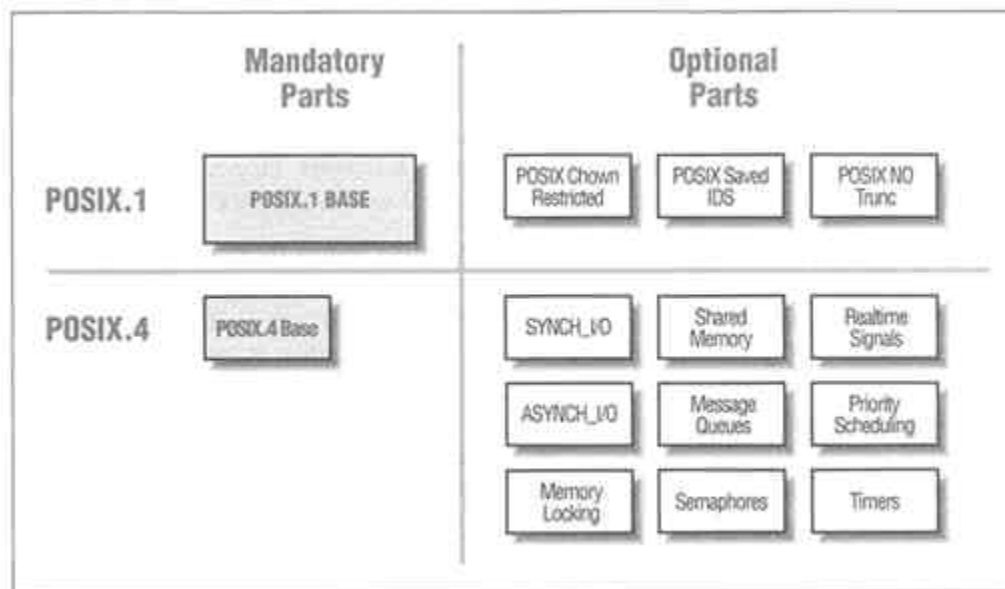 Mandatory
Parts
Optional
Parts
POSIX.1
POSIX.1 BASE
POSIX Chown
Restricted
POSIX Saved
IDS
POSIX NO
Trunc
POSIX.4
POSIX.4 Base
SYNCH_I/O
Shared
Memory
Realtime
Signals
ASYNCH_I/O
Message
Queues
Priority
Scheduling
Memory
Locking
Semaphores
Timers